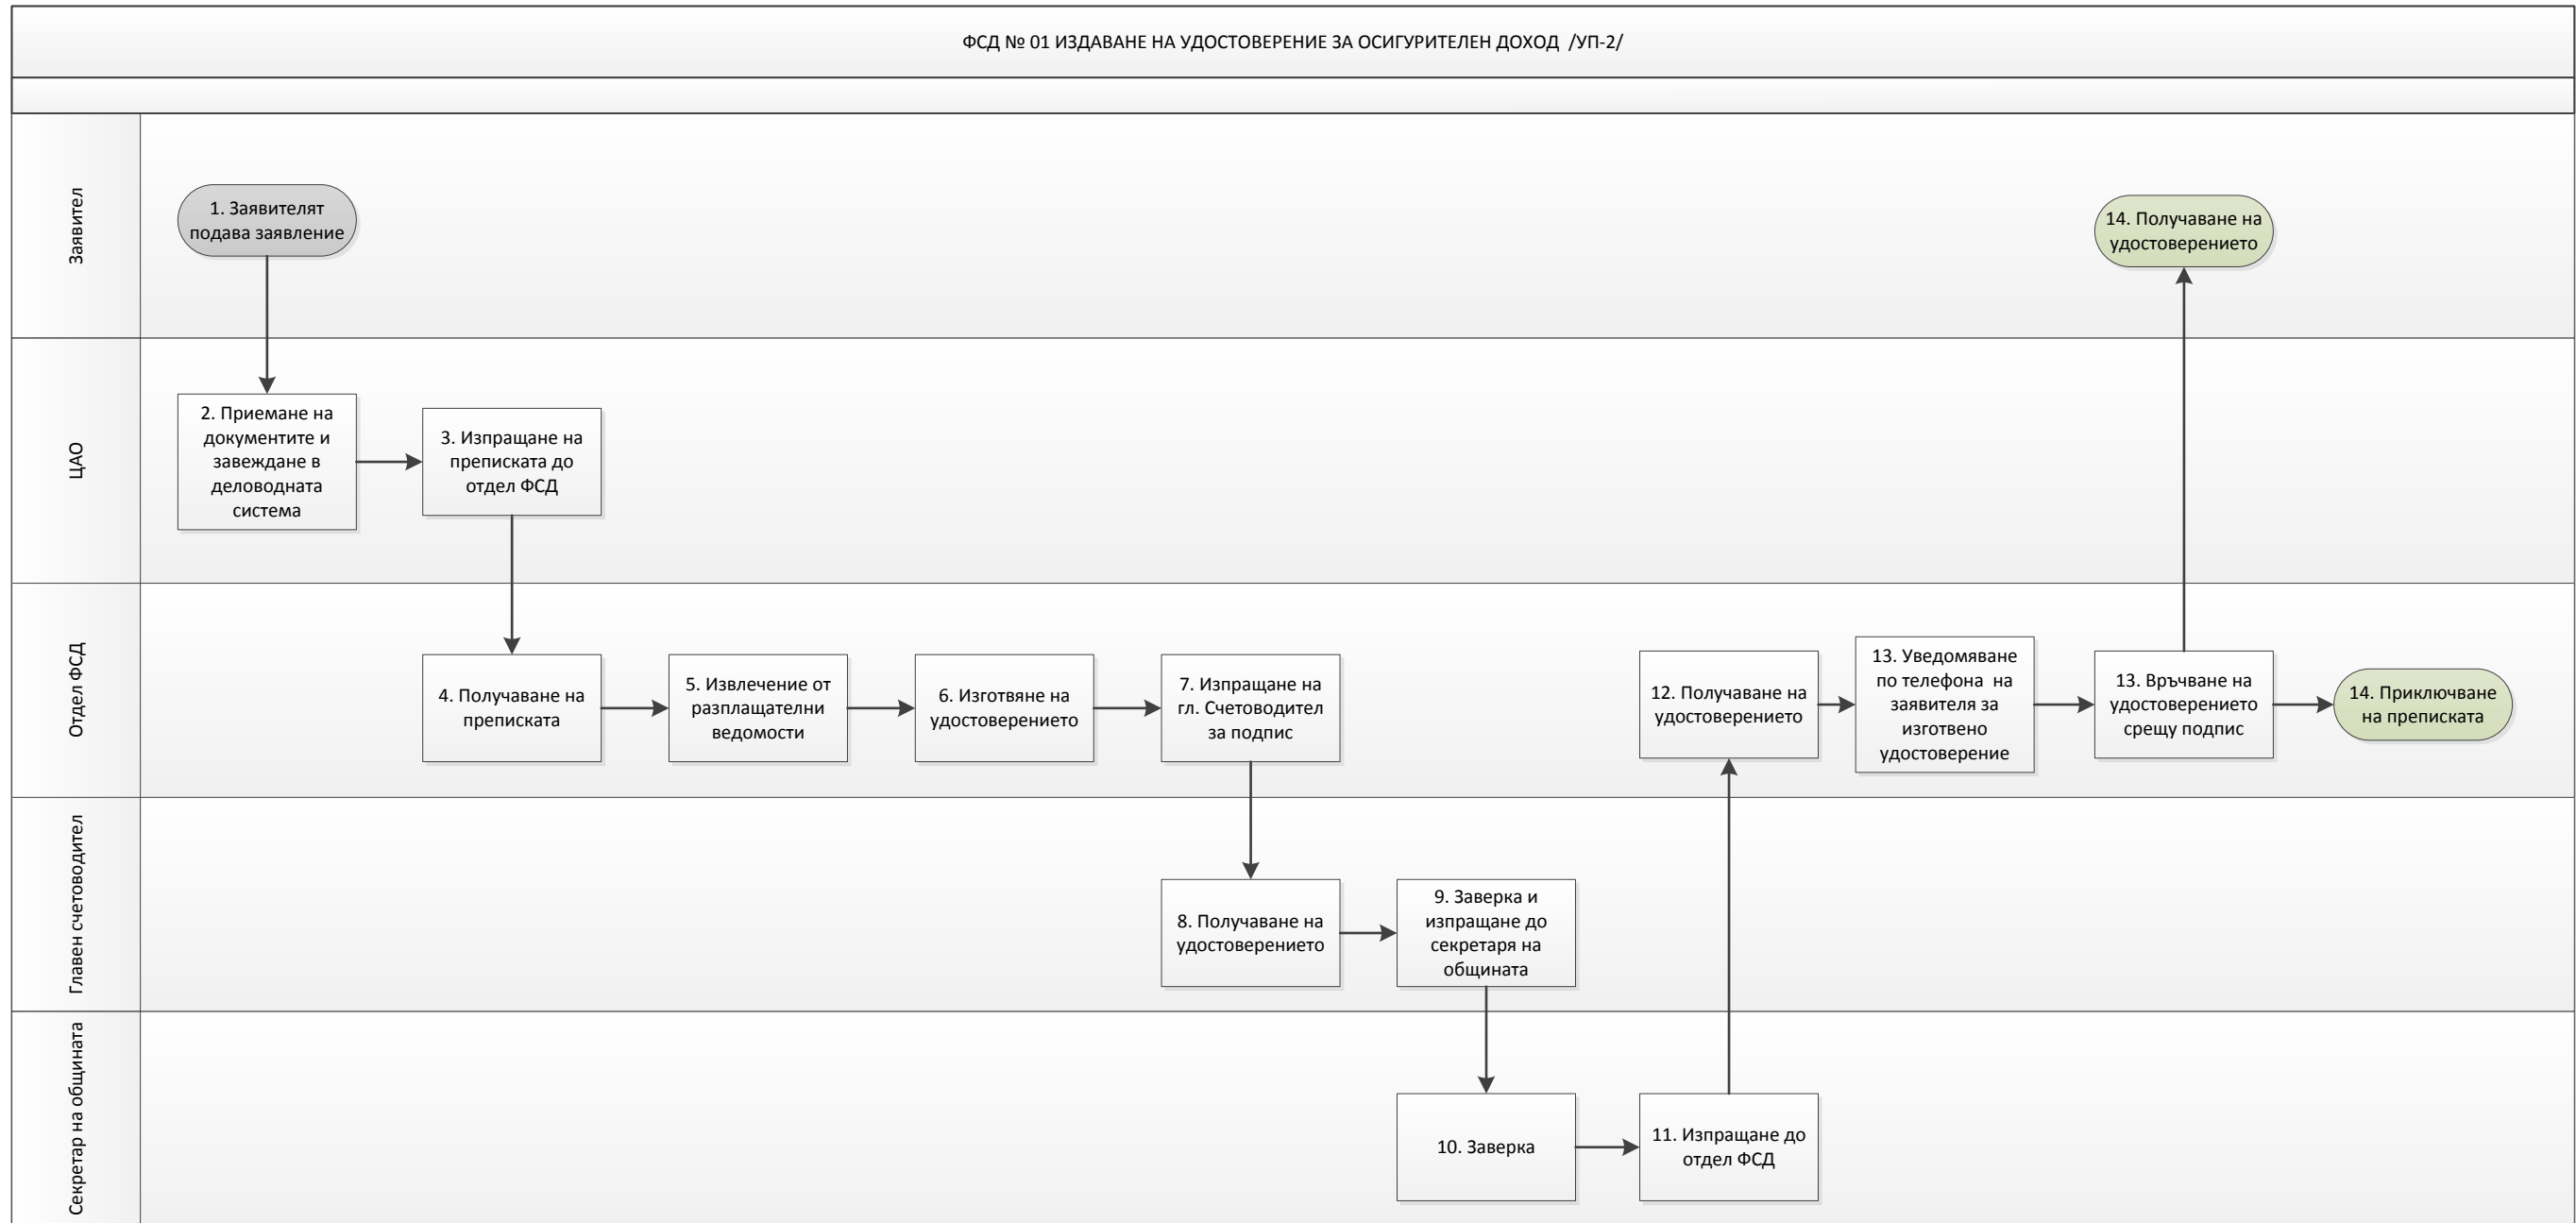 ФСД № 01 ИЗДАВАНЕ НА УДОСТОВЕРЕНИЕ ЗА ОСИГУРИТЕЛЕН ДОХОД  /УП-2/
Заявител
1. Заявителят
подава заявление
14. Получаване на
удостоверението
ЦАО
2. Приемане на
документите и
завеждане в
деловодната
система
3. Изпращане на
преписката до
отдел ФСД
Отдел ФСД
4. Получаване на
преписката
5. Извлечение от
разплащателни
ведомости
6. Изготвяне на
удостоверението
7. Изпращане на
гл. Счетоводител
за подпис
12. Получаване на
удостоверението
13. Уведомяване
по телефона  на
заявителя за
изготвено
удостоверение
13. Връчване на
удостоверението
срещу подпис
14. Приключване
на преписката
Главен счетоводител
8. Получаване на
удостоверението
9. Заверка и
изпращане до
секретаря на
общината
Секретар на общината
10. Заверка
11. Изпращане до
отдел ФСД